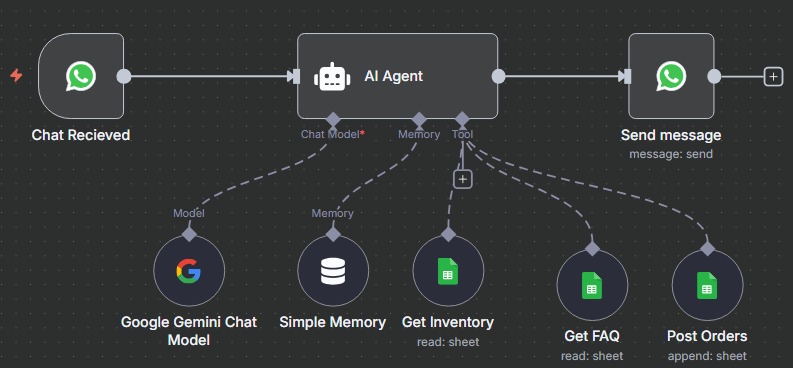 AI Agent
Chat Recieved
Chat Model*
Memory
Tool
Send message
message: send
Model
Memory
Google Gemini Chat
Model
Simple Memory
Get Inventory
read: sheet
Get FAQ
read: sheet
Post Orders
append: sheet